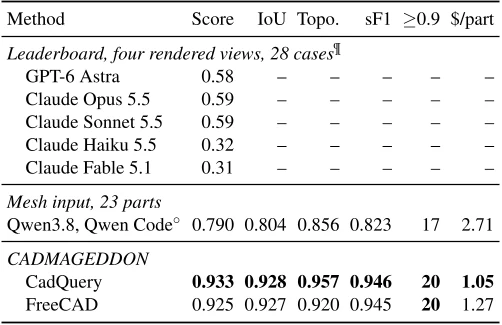 Method Score IoU Topo. sF1 ≥0.9 $/part
Leaderboard, four rendered views, 28 cases¶
GPT-6 Astra 0.58 – – – – –
Claude Opus 5.5 0.59 – – – – –
Claude Sonnet 5.5 0.59 – – – – –
Claude Haiku 5.5 0.32 – – – – –
Claude Fable 5.1 0.31 – – – – –
Mesh input, 23 parts
Qwen3.8, Qwen Code° 0.790 0.804 0.856 0.823 17 2.71
CADMAGEDDON
CadQuery 0.933 0.928 0.957 0.946 20 1.05
FreeCAD 0.925 0.927 0.920 0.945 20 1.27